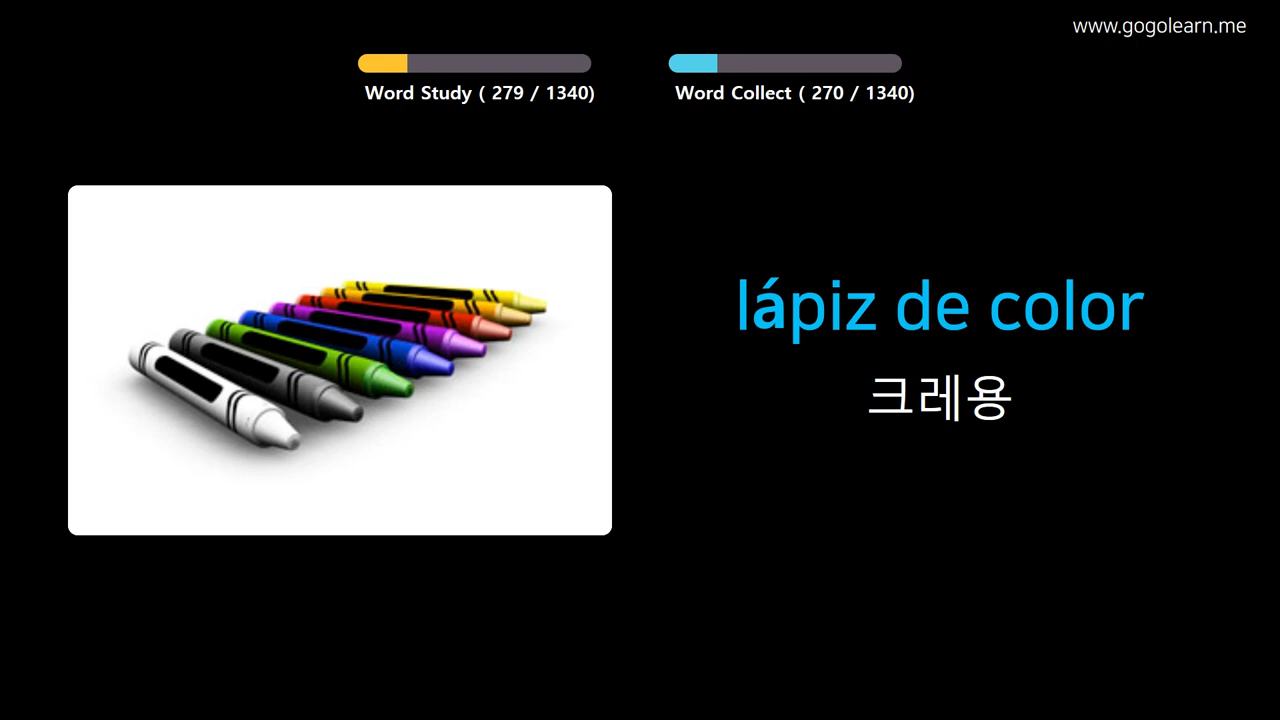 www.gogolearn.me
Word Study ( 279 / 1340)
Word Collect ( 270 / 1340)
lápiz de color
크레용